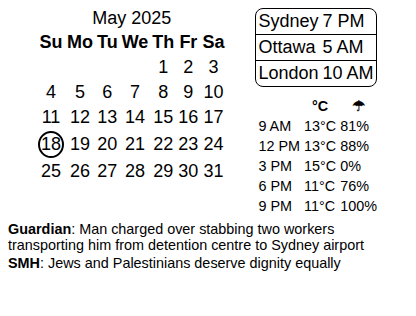 May 2025
Su Mo Tu We Th Fr Sa
1 2 3
4 5 6 7 8 9 10
11 12 13 14 15 16 17
18 19 20 21 22 23 24
25 26 27 28 29 30 31
Sydney 7 PM
Ottawa 5 AM
London 10 AM
°C ☂
9 AM 13°C 81%
12 PM 13°C 88%
3 PM 15°C 0%
6 PM 11°C 76%
9 PM 11°C 100%
Guardian: Man charged over stabbing two workers
transporting him from detention centre to Sydney airport
SMH: Jews and Palestinians deserve dignity equally